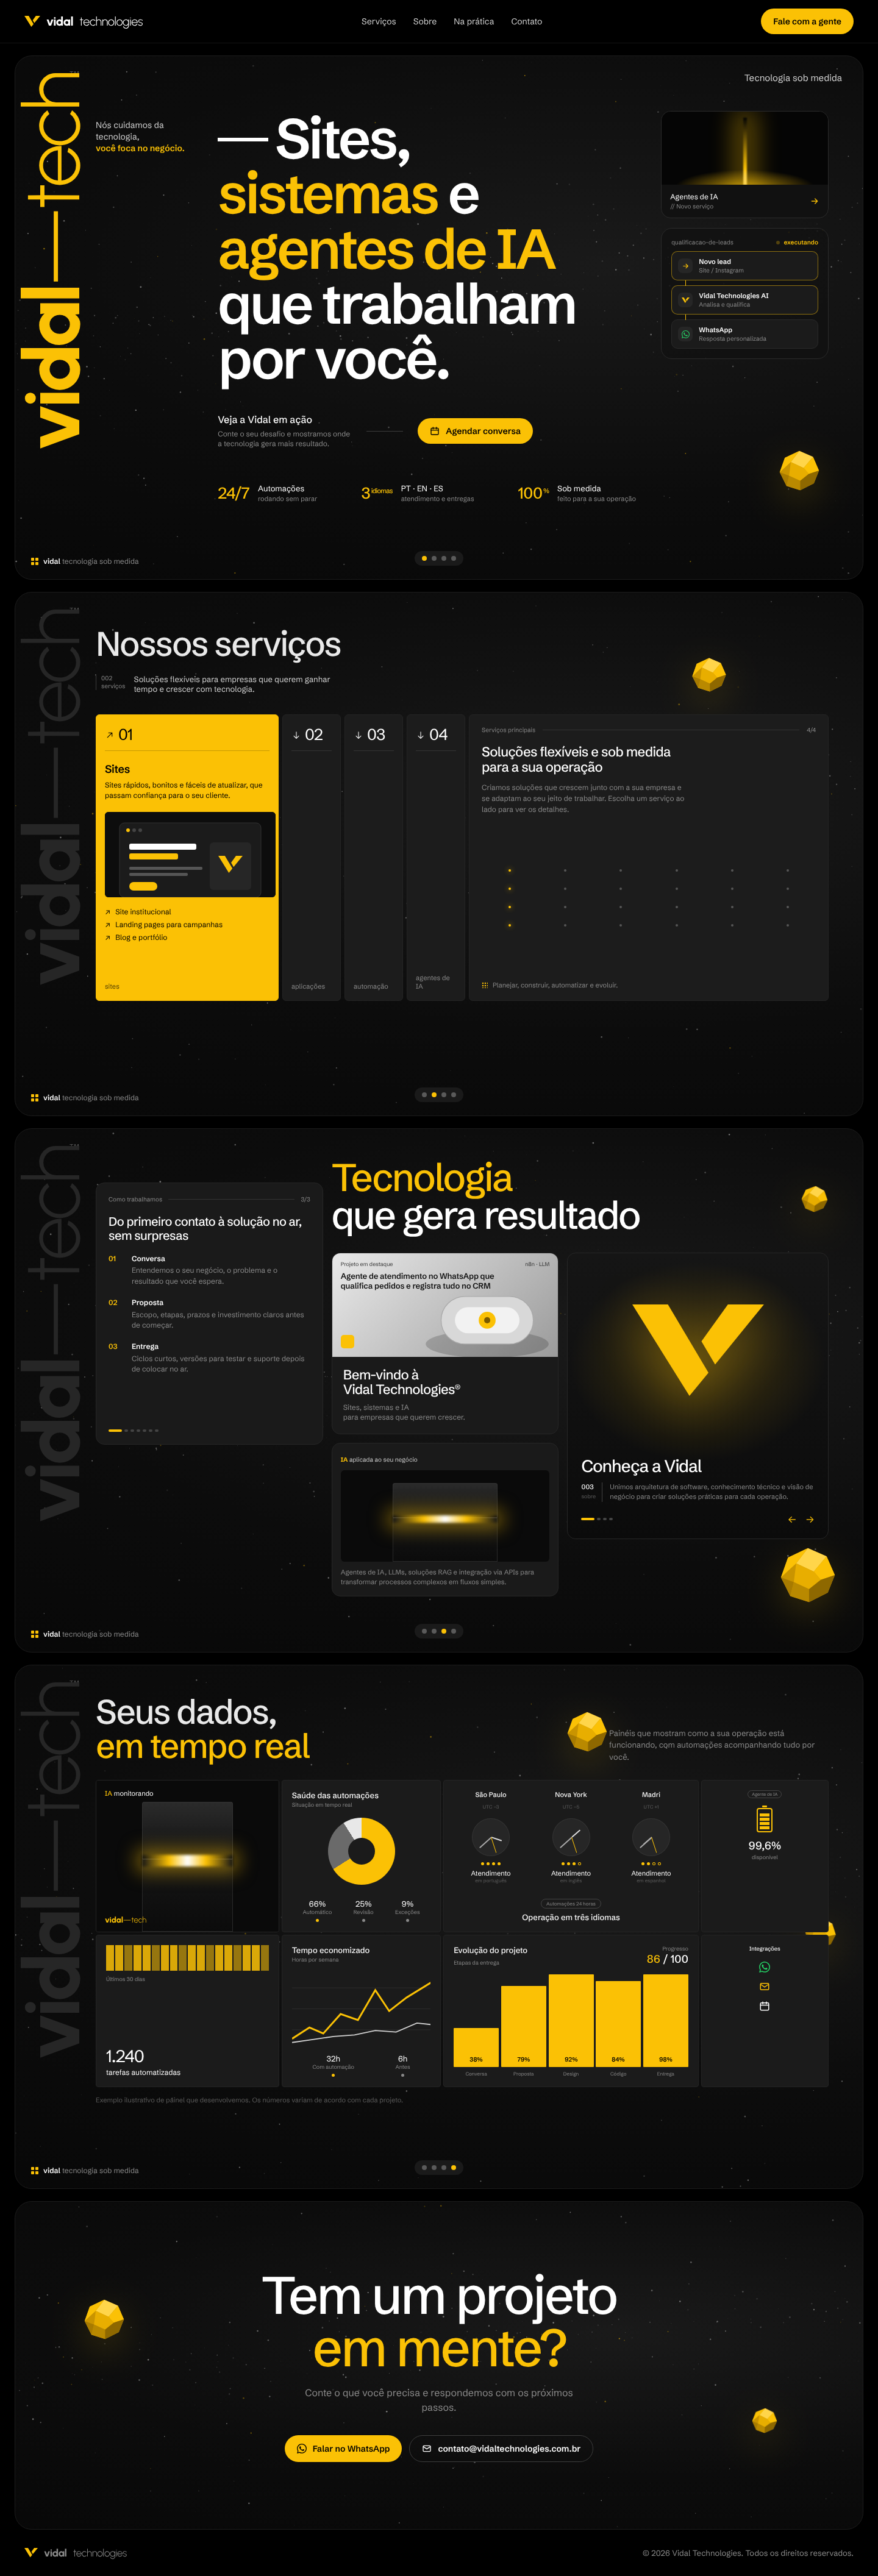 vidal technologies
Serviços
Sobre
Na prática
Contato
Fale com a gente
Tecnologia sob medida
vidal—tech
Nós cuidamos da
tecnologia,
você foca no negócio.
— Sites,
sistemas e
agentes de IA
que trabalham
por você.
Agentes de IA
// Novo serviço
qualificacao-de-leads
executando
Novo lead
Site / Instagram
Vidal Technologies AI
Analisa e qualifica
WhatsApp
Resposta personalizada
Veja a Vidal em ação
Conte o seu desafio e mostramos onde
a tecnologia gera mais resultado.
Agendar conversa
24/7
Automações
rodando sem parar
3 idiomas
PT · EN · ES
atendimento e entregas
100%
Sob medida
feito para a sua operação
vidal tecnologia sob medida
vidal—tech
Nossos serviços
002
serviços
Soluções flexíveis para empresas que querem ganhar
tempo e crescer com tecnologia.
↗ 01
Sites
Sites rápidos, bonitos e fáceis de atualizar, que
passam confiança para o seu cliente.
↗ Site institucional
↗ Landing pages para campanhas
↗ Blog e portfólio
sites
↓ 02
aplicações
↓ 03
automação
↓ 04
agentes de
IA
Serviços principais
4/4
Soluções flexíveis e sob medida
para a sua operação
Criamos soluções que crescem junto com a sua empresa e
se adaptam ao seu jeito de trabalhar. Escolha um serviço ao
lado para ver os detalhes.
Planejar, construir, automatizar e evoluir.
vidal tecnologia sob medida
vidal—tech
Como trabalhamos
3/3
Do primeiro contato à solução no ar,
sem surpresas
01
Conversa
Entendemos o seu negócio, o problema e o
resultado que você espera.
02
Proposta
Escopo, etapas, prazos e investimento claros antes
de começar.
03
Entrega
Ciclos curtos, versões para testar e suporte depois
de colocar no ar.
Tecnologia
que gera resultado
Projeto em destaque
n8n · LLM
Agente de atendimento no WhatsApp que
qualifica pedidos e registra tudo no CRM
Bem-vindo à
Vidal Technologies®
Sites, sistemas e IA
para empresas que querem crescer.
IA aplicada ao seu negócio
Agentes de IA, LLMs, soluções RAG e integração via APIs para
transformar processos complexos em fluxos simples.
Conheça a Vidal
003
sobre
Unimos arquitetura de software, conhecimento técnico e visão de
negócio para criar soluções práticas para cada operação.
vidal tecnologia sob medida
vidal—tech
Seus dados,
em tempo real
Painéis que mostram como a sua operação está
funcionando, com automações acompanhando tudo por
você.
IA monitorando
vidal—tech
Saúde das automações
Situação em tempo real
66%
Automático
25%
Revisão
9%
Exceções
São Paulo
Nova York
Madri
Atendimento
em português
Atendimento
em inglês
Atendimento
em espanhol
Automações 24 horas
Operação em três idiomas
Agente de IA
99,6%
disponível
Últimos 30 dias
1.240
tarefas automatizadas
Tempo economizado
Horas por semana
32h
Com automação
6h
Antes
Evolução do projeto
Etapas da entrega
Progresso
86 / 100
38%
79%
92%
84%
98%
Conversa
Proposta
Design
Código
Entrega
Integrações
Exemplo ilustrativo de painel que desenvolvemos. Os números variam de acordo com cada projeto.
vidal tecnologia sob medida
Tem um projeto
em mente?
Conte o que você precisa e respondemos com os próximos
passos.
Falar no WhatsApp
contato@vidaltechnologies.com.br
vidal technologies
© 2026 Vidal Technologies. Todos os direitos reservados.